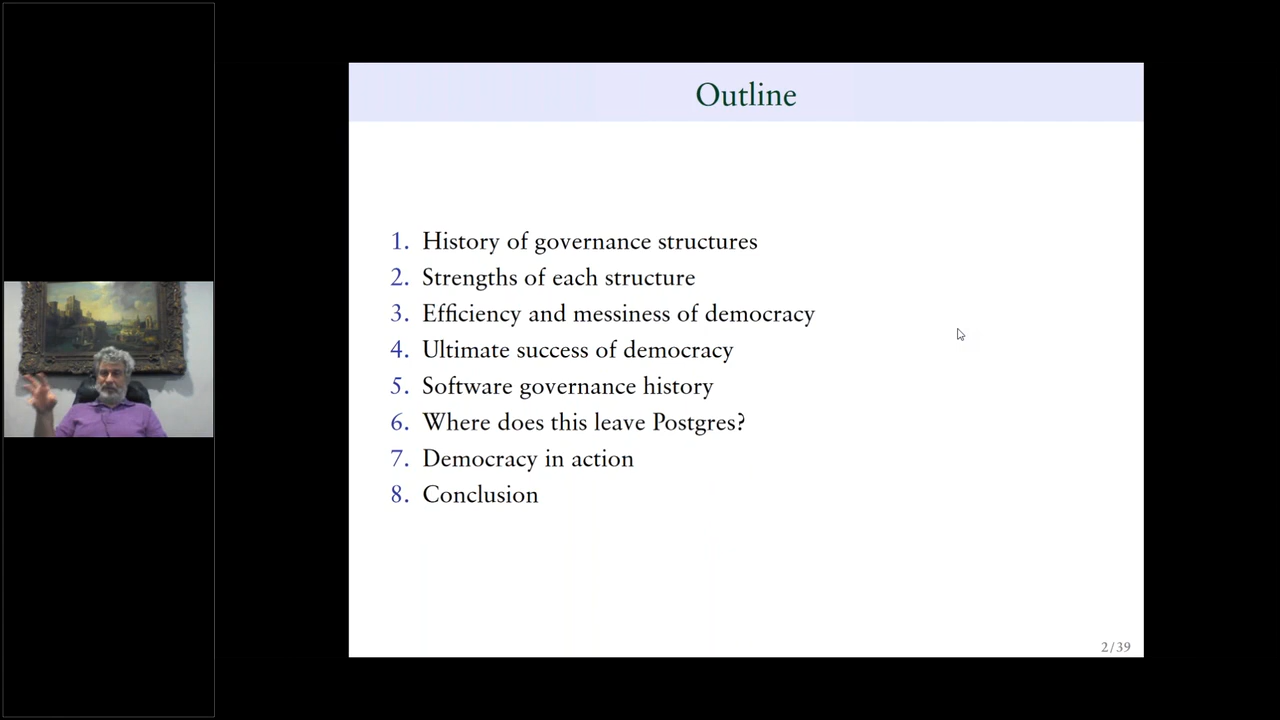 Outline
1. History of governance structures
2. Strengths of each structure
3. Efficiency and messiness of democracy
4. Ultimate success of democracy
5. Software governance history
6. Where does this leave Postgres?
7. Democracy in action
8. Conclusion
2/39